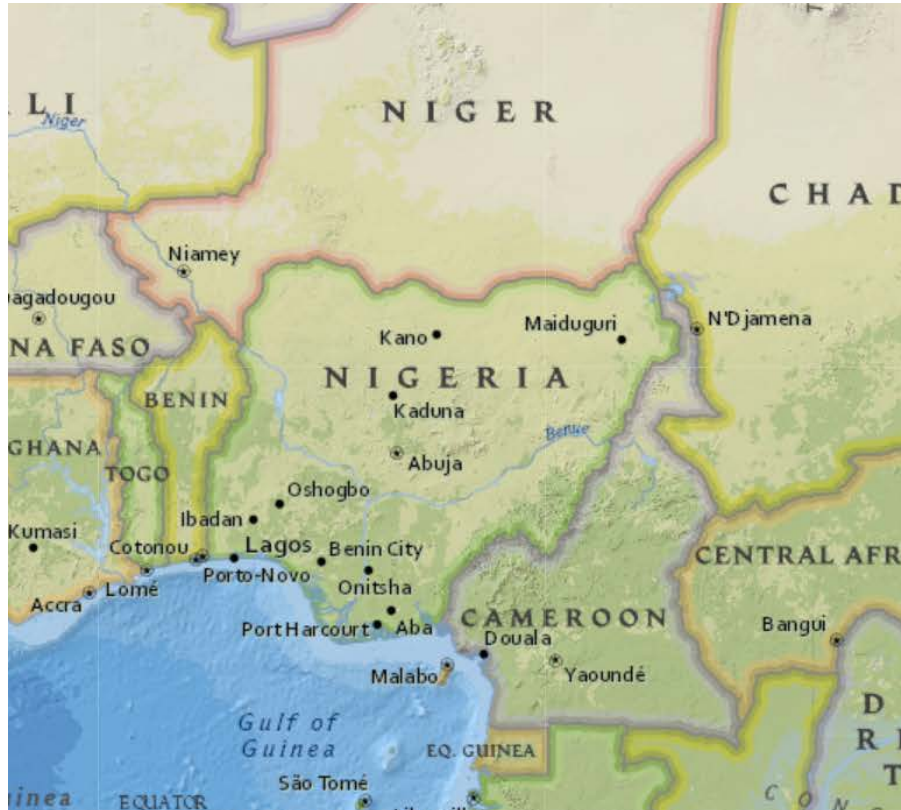 LI
Niger
NIGER
CHAD
Niamey
agadougou
N'Djamena
Kano
Maiduguri
NA FASO
NIGERIA
BENIN
Kaduna
Benue
GHANA
Abuja
TOGO
Oshogbo
Ibadan
Kumasi
Cotonou
Lagos
Benin City
CENTRAL AFR
Porto-Novo
Lomé
Onitsha
Accra
CAMEROON
Port Harcourt
Aba
Douala
Bangui
Malabo
Yaoundé
Gulf of
Guinea
EQ. GUINEA
D
R
T
São Tomé
inea
EQUATOR
CON